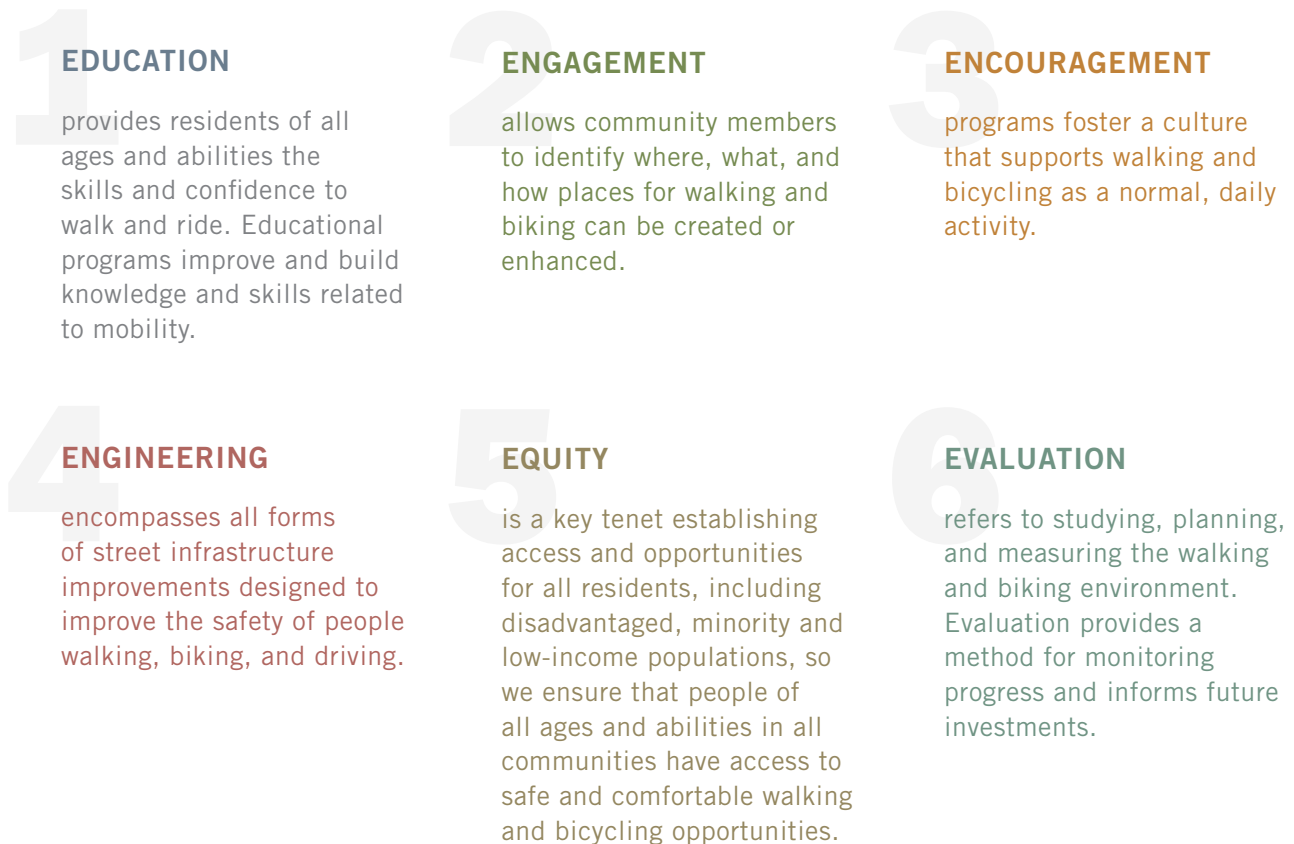 1
EDUCATION
provides residents of all
ages and abilities the
skills and confidence to
walk and ride. Educational
programs improve and build
knowledge and skills related
to mobility.
2
ENGAGEMENT
allows community members
to identify where, what, and
how places for walking and
biking can be created or
enhanced.
3
ENCOURAGEMENT
programs foster a culture
that supports walking and
bicycling as a normal, daily
activity.
4
ENGINEERING
encompasses all forms
of street infrastructure
improvements designed to
improve the safety of people
walking, biking, and driving.
5
EQUITY
is a key tenet establishing
access and opportunities
for all residents, including
disadvantaged, minority and
low-income populations, so
we ensure that people of
all ages and abilities in all
communities have access to
safe and comfortable walking
and bicycling opportunities.
6
EVALUATION
refers to studying, planning,
and measuring the walking
and biking environment.
Evaluation provides a
method for monitoring
progress and informs future
investments.